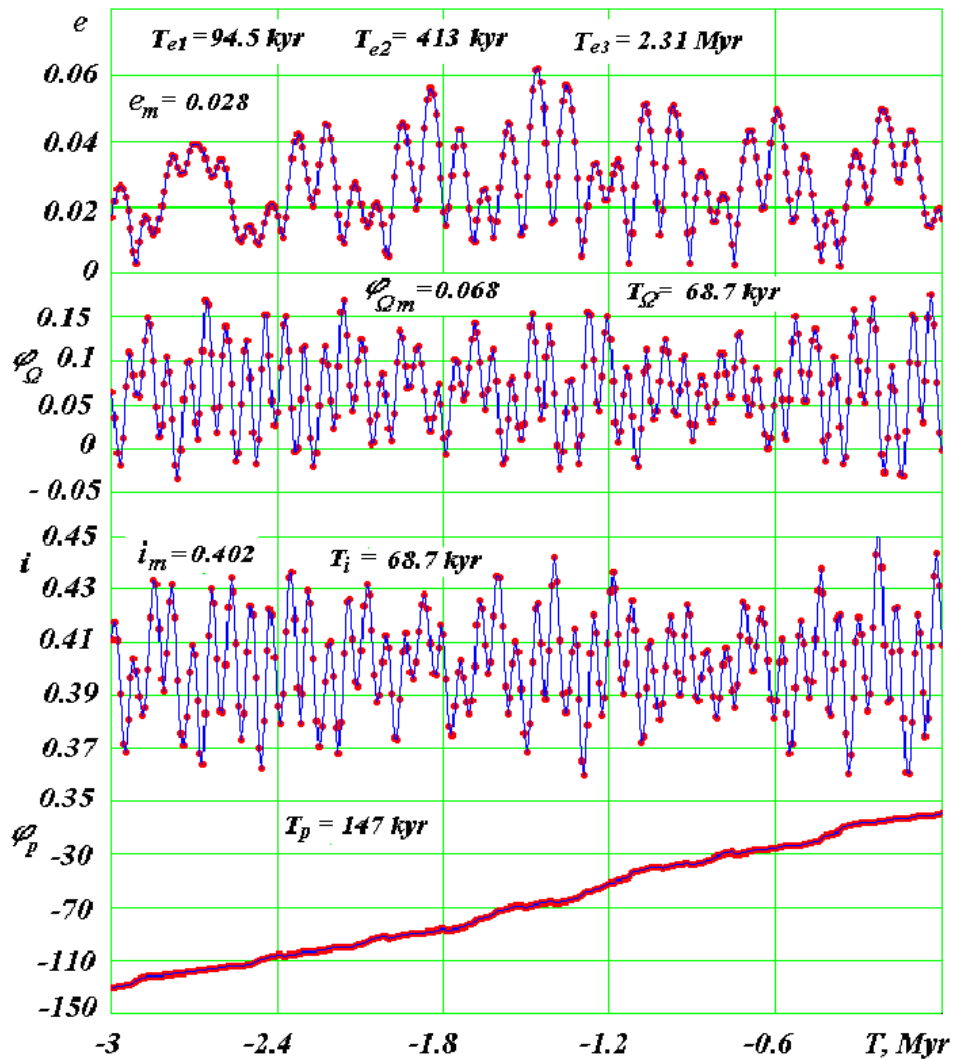 e
T_e1 = 94.5 kyr T_e2 = 413 kyr T_e3 = 2.31 Myr
0.06
e_m = 0.028
0.04
0.02
0
φ_Ωm = 0.068 T_Ω = 68.7 kyr
0.15
φ_Ω 0.1
0.05
0
- 0.05
0.45
i i_m = 0.402 T_i = 68.7 kyr
0.43
0.41
0.39
0.37
0.35
φ_p T_p = 147 kyr
-30
-70
-110
-150
-3 -2.4 -1.8 -1.2 -0.6 T, Myr